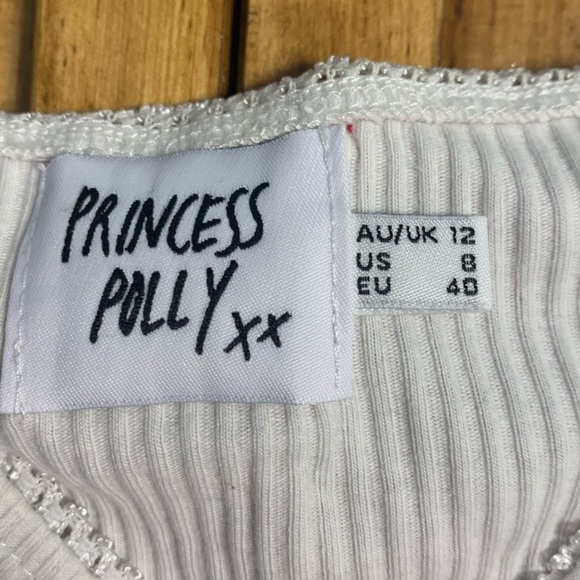 PRINCESS
POLLY xx
AU/UK 12
US 8
EU 40